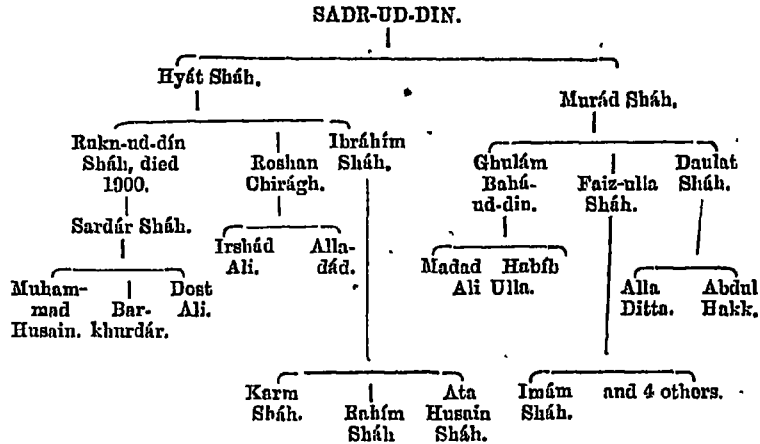 SADR-UD-DIN.
Hyát Sháh.
Murád Sháh.
Rukn-ud-dín
Sháh, died
1900.
Roshan
Chirágh.
Ibráhím
Sháh.
Ghulám
Bahá-
ud-din.
Faiz-ulla
Sháh.
Daulat
Sháh.
Sardár Sháh.
Irshád
Ali.
Alla-
dád.
Madad
Ali
Habíb
Ulla.
Alla
Ditta.
Abdul
Hakk.
Muham-
mad
Husain.
Bar-
khurdár.
Dost
Ali.
Karm
Sháh.
Rahím
Sháh
Ata
Husain
Sháh.
Imám
Sháh.
and 4 others.